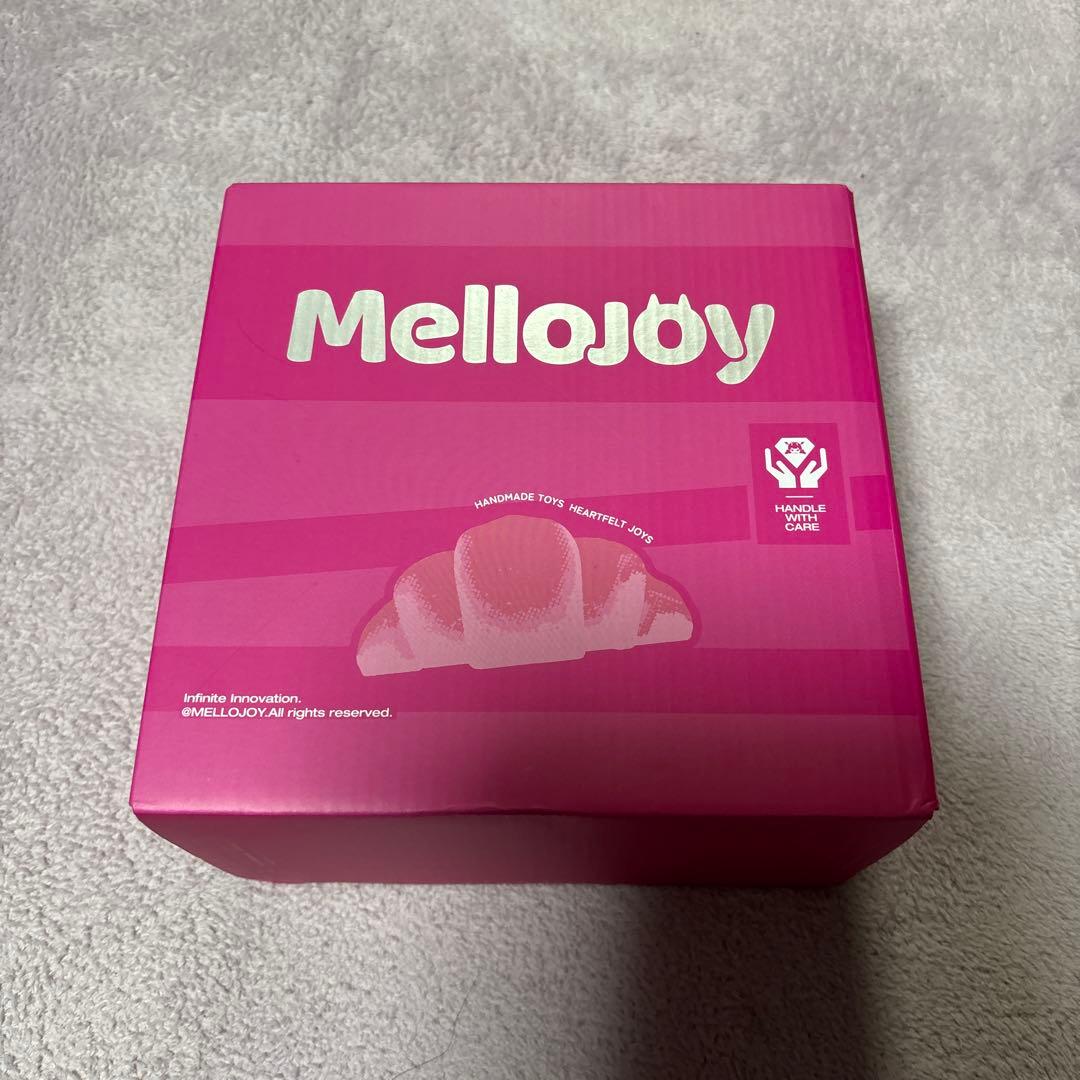 Mellojoy
HANDLE
WITH
CARE
HANDMADE TOYS HEARTFELT JOYS
Infinite Innovation.
@MELLOJOY.All rights reserved.